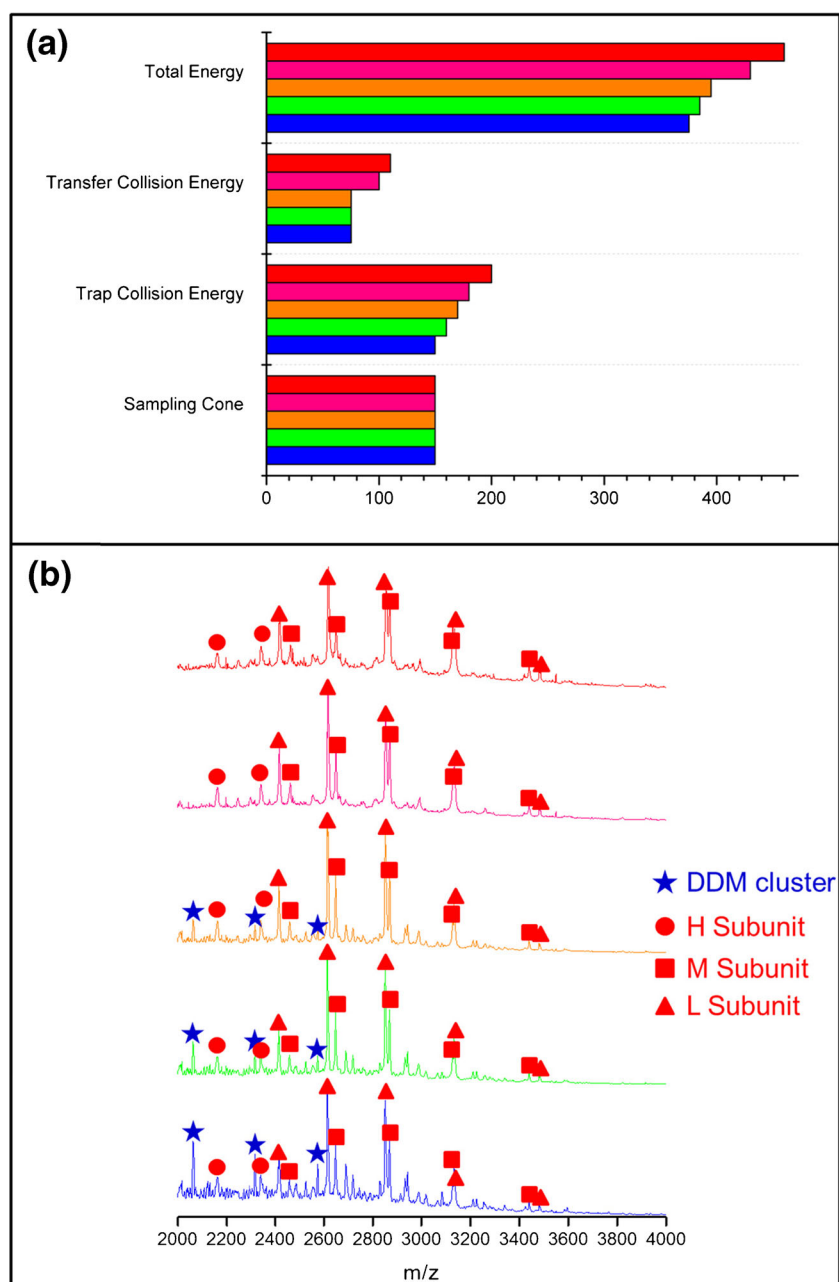 (a)
Total Energy
Transfer Collision Energy
Trap Collision Energy
Sampling Cone
0 100 200 300 400
(b)
DDM cluster
H Subunit
M Subunit
L Subunit
2000 2200 2400 2600 2800 3000 3200 3400 3600 3800 4000
m/z